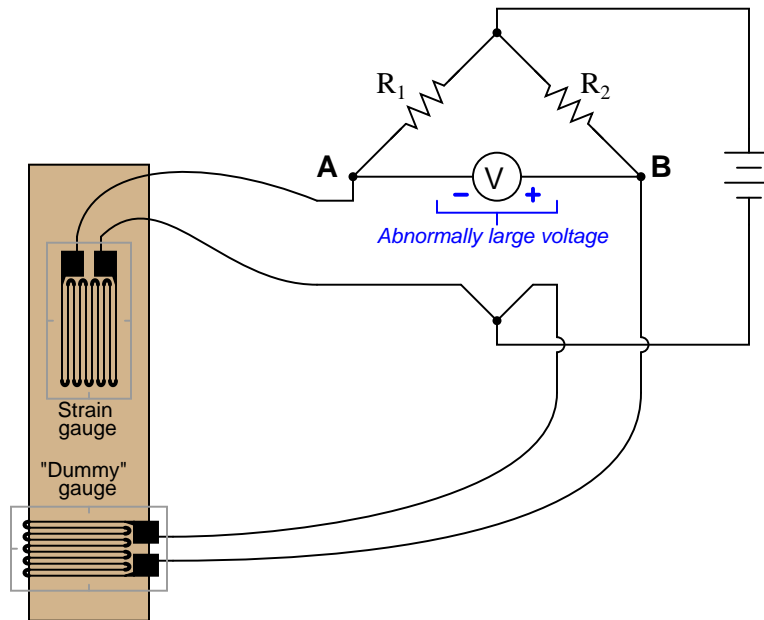 R1
R2
A
B
V
− +
Abnormally large voltage
Strain
gauge
"Dummy"
gauge